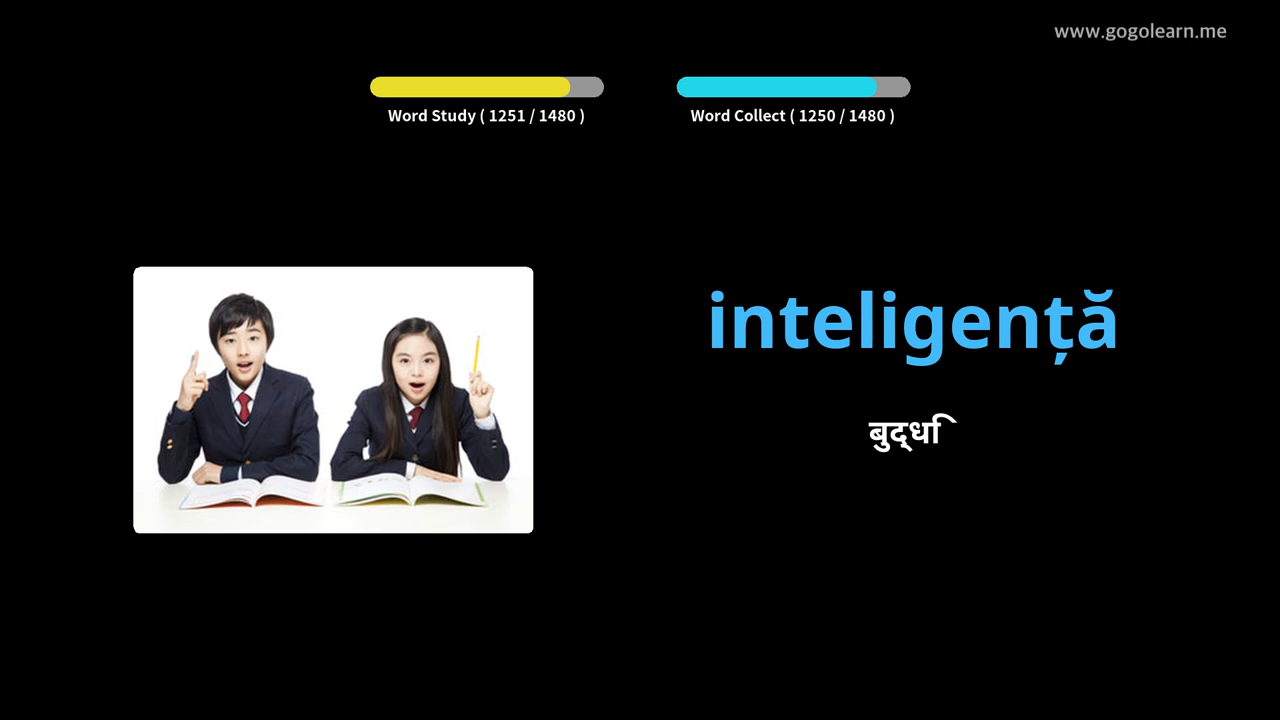 www.gogolearn.me
Word Study ( 1251 / 1480 )
Word Collect ( 1250 / 1480 )
inteligență
बुद्धि